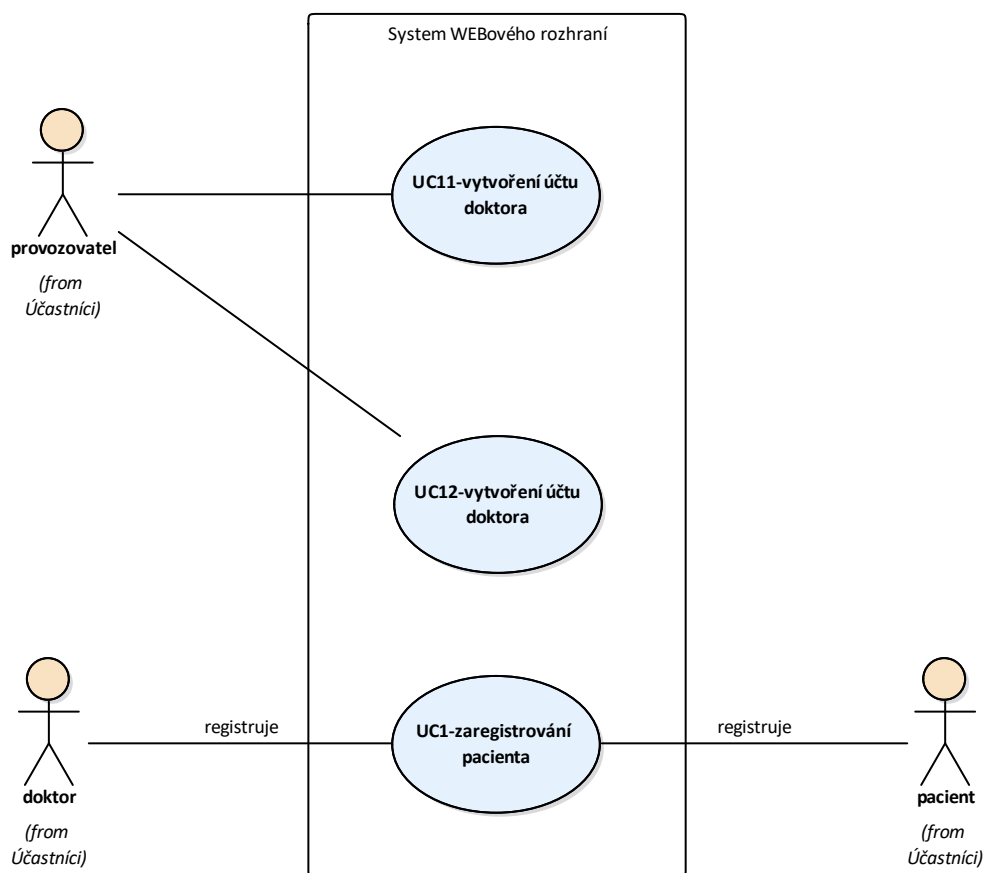 System WEBového rozhraní
UC11-vytvoření účtu
doktora
provozovatel
(from
Účastníci)
UC12-vytvoření účtu
doktora
registruje
UC1-zaregistrování
pacienta
registruje
doktor
(from
Účastníci)
pacient
(from
Účastníci)